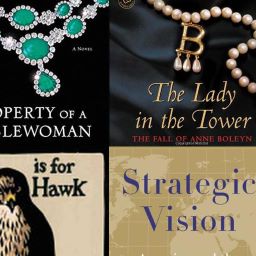 A NOVEL
OPERTY OF A
BLEWOMAN
B
The Lady
in the Tower
THE FALL OF ANNE BOLEYN
is for
Hawk
Strategic
Vision